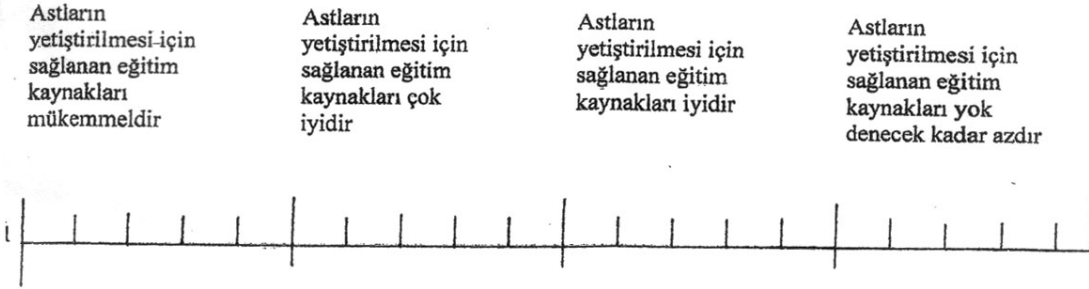 Astların
yetiştirilmesi için
sağlanan eğitim
kaynakları
mükemmeldir
Astların
yetiştirilmesi için
sağlanan eğitim
kaynakları çok
iyidir
Astların
yetiştirilmesi için
sağlanan eğitim
kaynakları iyidir
Astların
yetiştirilmesi için
sağlanan eğitim
kaynakları yok
denecek kadar azdır
i